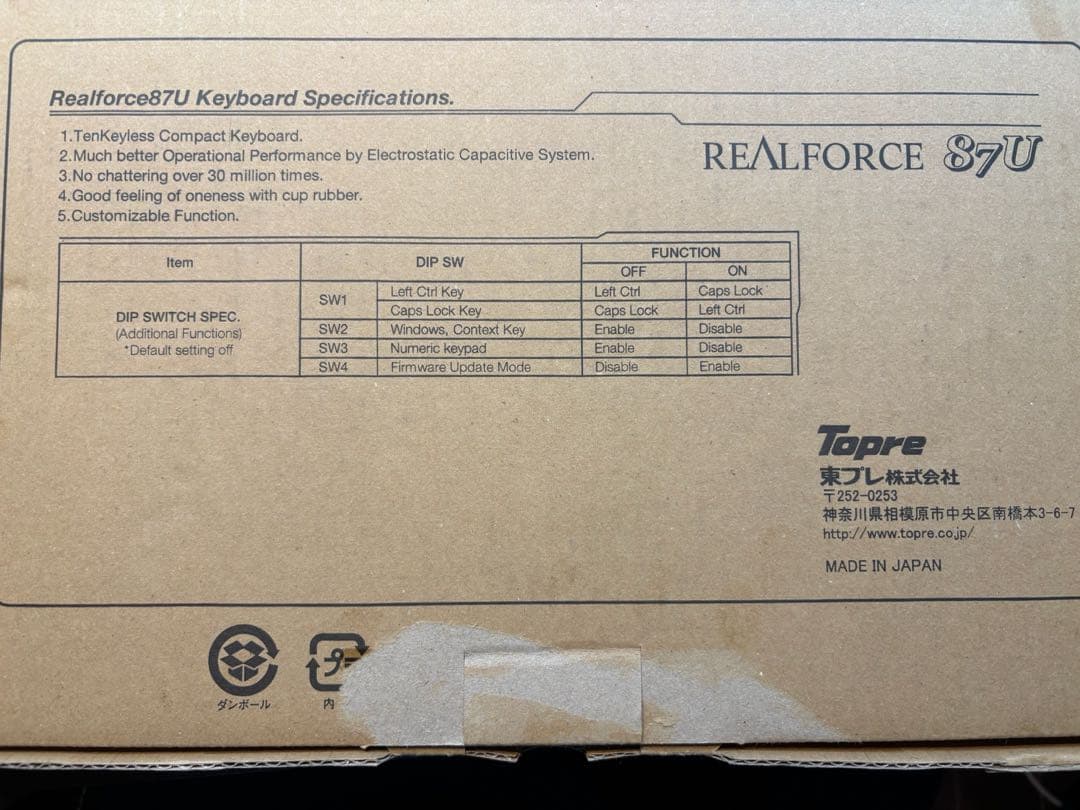 Realforce87U Keyboard Specifications.
1.TenKeyless Compact Keyboard.
2.Much better Operational Performance by Electrostatic Capacitive System.
3.No chattering over 30 million times.
4.Good feeling of oneness with cup rubber.
5.Customizable Function.
REALFORCE 87U
Item DIP SW FUNCTION
OFF ON
DIP SWITCH SPEC.
(Additional Functions)
*Default setting off
SW1 Left Ctrl Key Left Ctrl Caps Lock
Caps Lock Key Caps Lock Left Ctrl
SW2 Windows, Context Key Enable Disable
SW3 Numeric keypad Enable Disable
SW4 Firmware Update Mode Disable Enable
Topre
東プレ株式会社
〒252-0253
神奈川県相模原市中央区南橋本3-6-7
http://www.topre.co.jp/
MADE IN JAPAN
ダンボール
プ
内